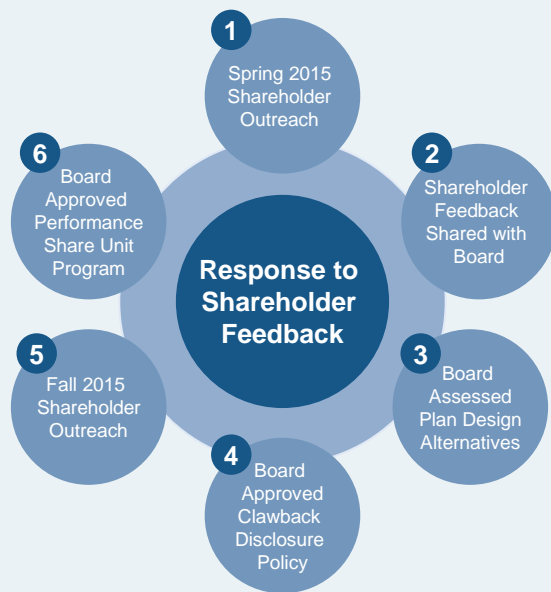 1
Spring 2015
Shareholder
Outreach
2
Shareholder
Feedback
Shared with
Board
3
Board
Assessed
Plan Design
Alternatives
4
Board
Approved
Clawback
Disclosure
Policy
5
Fall 2015
Shareholder
Outreach
6
Board
Approved
Performance
Share Unit
Program
Response to
Shareholder
Feedback